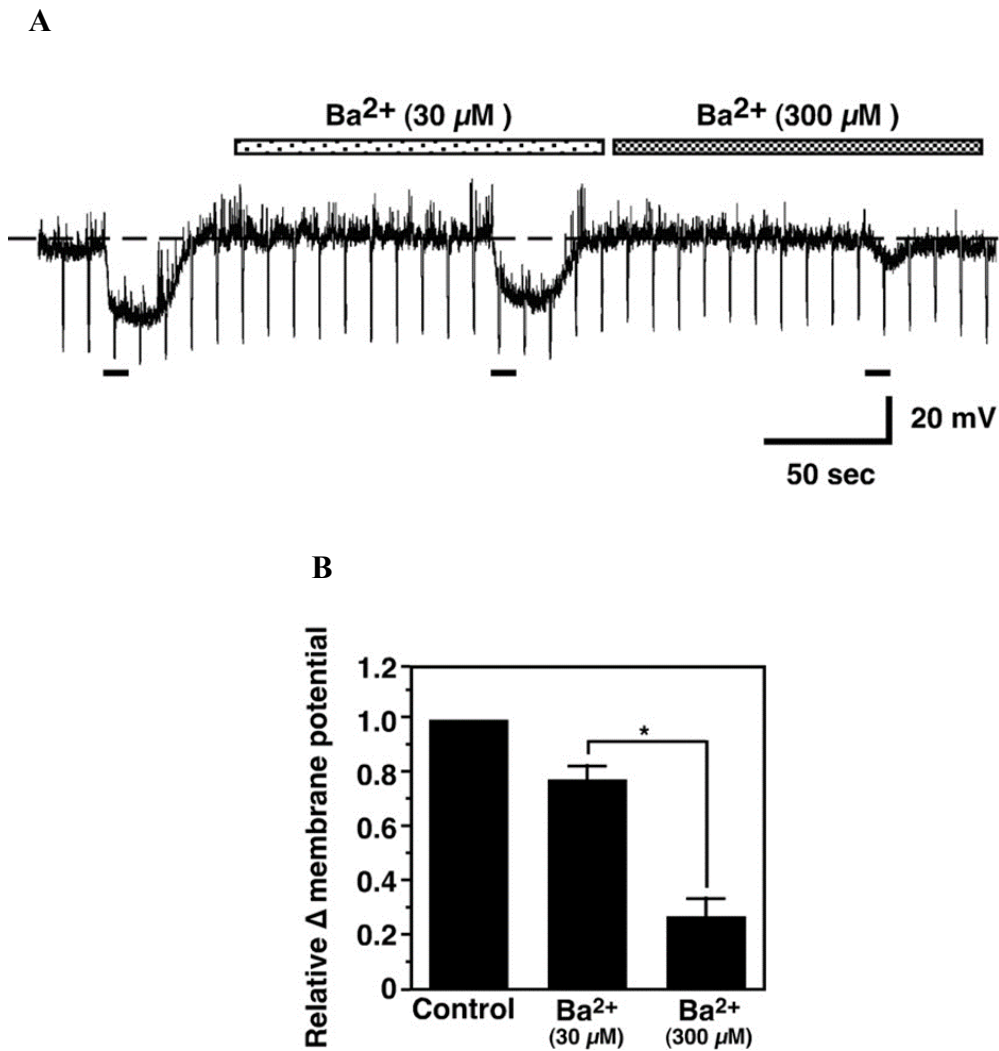 A
Ba2+ (30 µM )
Ba2+ (300 µM )
20 mV
50 sec
B
Relative Δ membrane potential
1.2
1.0
0.8
0.6
0.4
0.2
0
*
Control
Ba2+
(30 µM)
Ba2+
(300 µM)